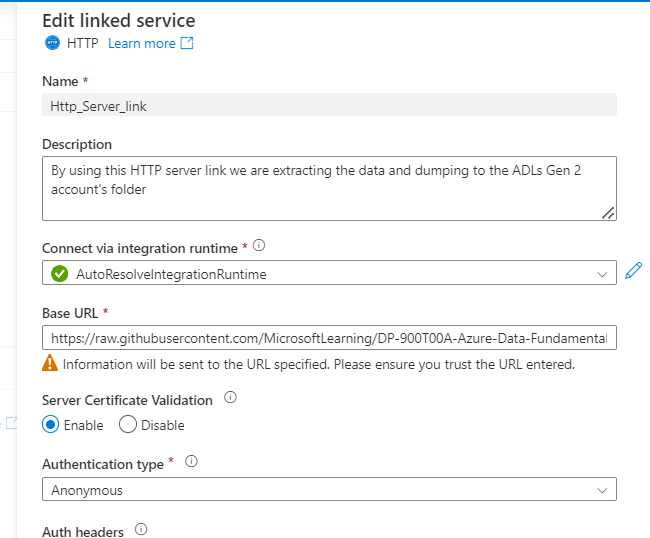 Edit linked service
HTTP HTTP Learn more
Name *
Http_Server_link
Description
By using this HTTP server link we are extracting the data and dumping to the ADLs Gen 2
account's folder
Connect via integration runtime *
AutoResolveIntegrationRuntime
Base URL *
https://raw.githubusercontent.com/MicrosoftLearning/DP-900T00A-Azure-Data-Fundamental
Information will be sent to the URL specified. Please ensure you trust the URL entered.
Server Certificate Validation
Enable Disable
Authentication type *
Anonymous
Auth headers